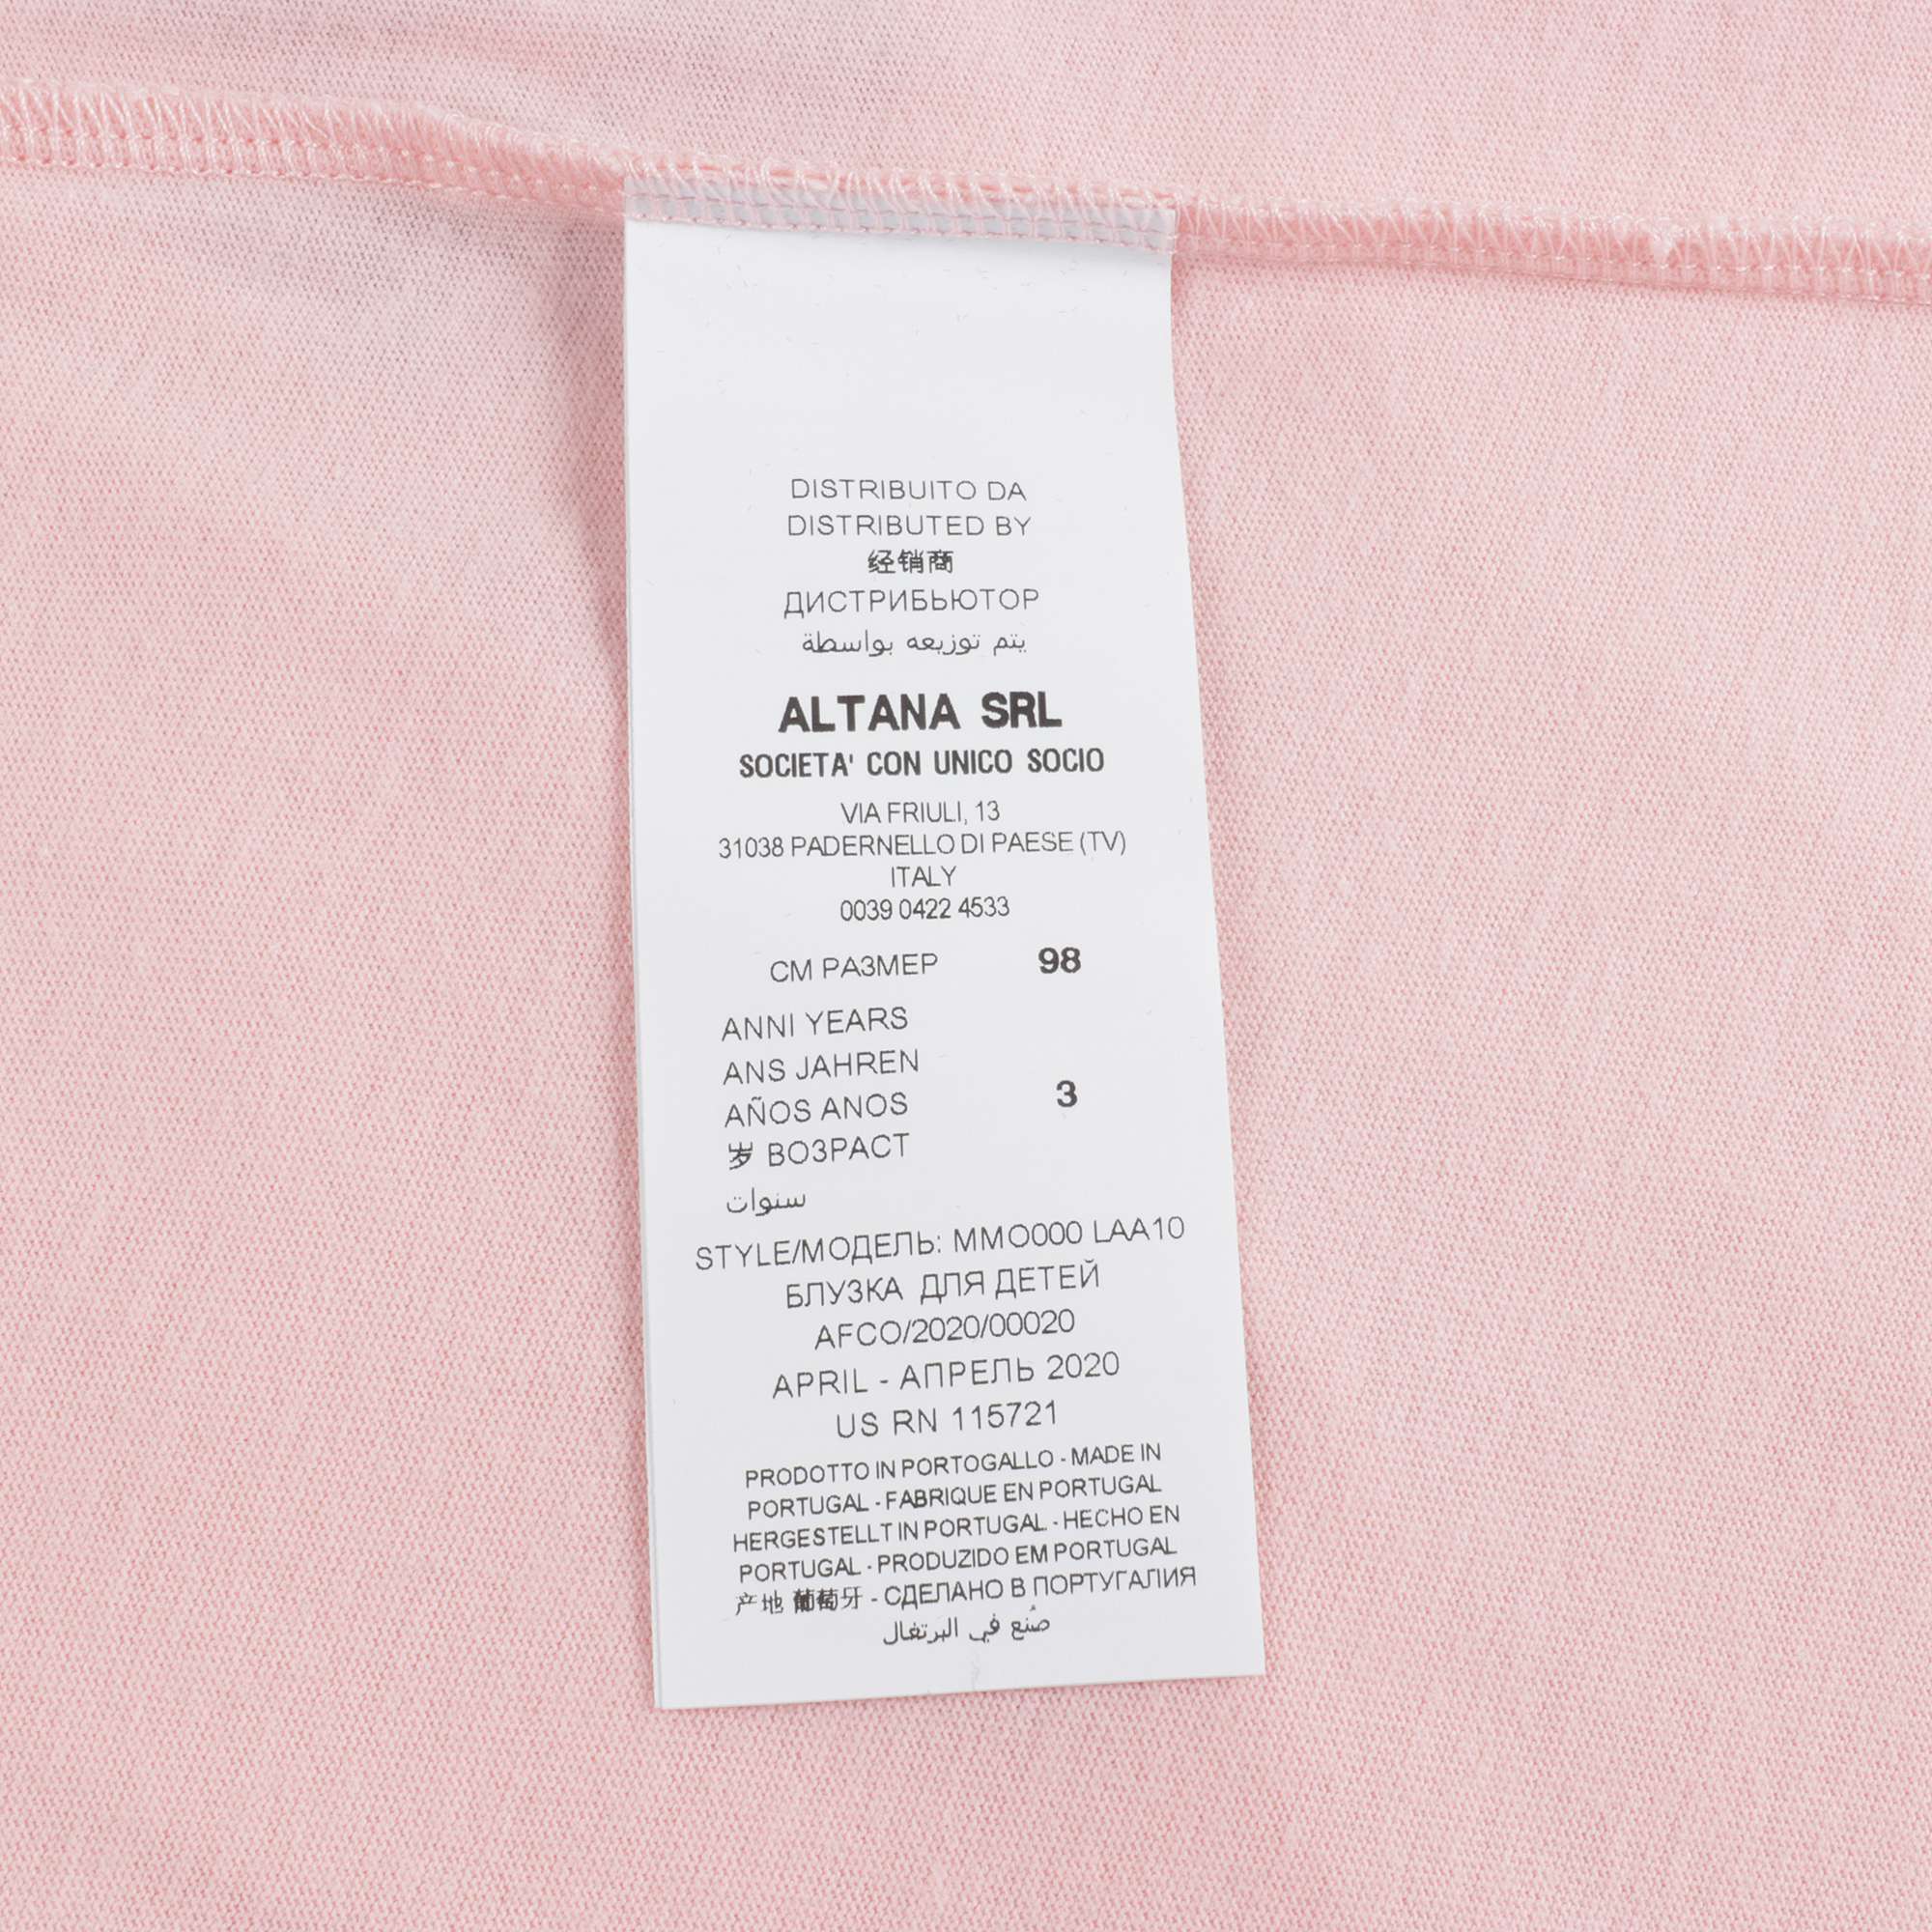 DISTRIBUITO DA
DISTRIBUTED BY
经销商
ДИСТРИБЬЮТОР
يتم توزيعه بواسطة
ALTANA SRL
SOCIETA' CON UNICO SOCIO
VIA FRIULI, 13
31038 PADERNELLO DI PAESE (TV)
ITALY
0039 0422 4533
СМ РАЗМЕР 98
ANNI YEARS
ANS JAHREN
AÑOS ANOS 3
岁 ВОЗРАСТ
سنوات
STYLE/МОДЕЛЬ: MMO000 LAA10
БЛУЗКА ДЛЯ ДЕТЕЙ
AFCO/2020/00020
APRIL - АПРЕЛЬ 2020
US RN 115721
PRODOTTO IN PORTOGALLO - MADE IN
PORTUGAL - FABRIQUE EN PORTUGAL
HERGESTELLT IN PORTUGAL - HECHO EN
PORTUGAL - PRODUZIDO EM PORTUGAL
产地 葡萄牙 - СДЕЛАНО В ПОРТУГАЛИЯ
صُنع في البرتغال